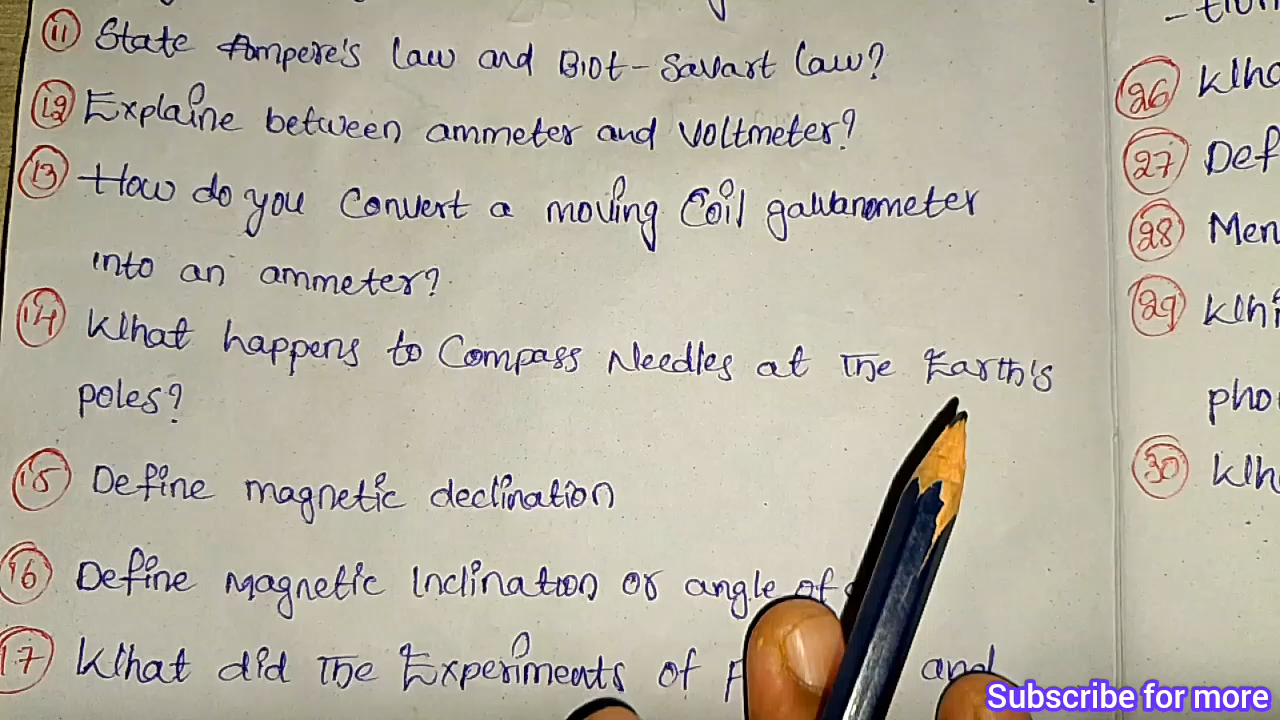 11 State Ampere's law and Biot-Savart law?
12 Explaine between ammeter and voltmeter?
13 How do you convert a moving coil galvanometer
into an ammeter?
14 What happens to Compass Needles at the Earth's
poles?
15 Define magnetic declination
16 Define Magnetic Inclination or angle of
17 What did the Experiments of and
26
27 Def
28 Men
29 Whi
pho
30 Wh
Subscribe for more